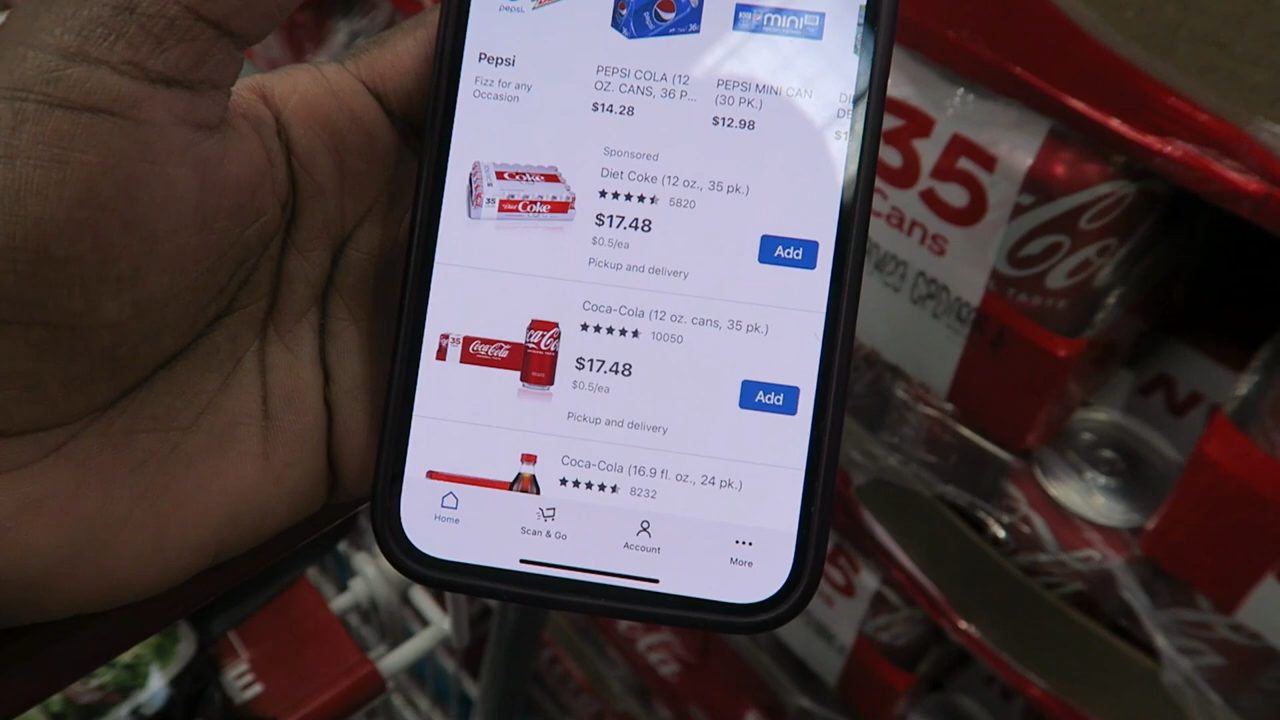 pepsi.
mini
Pepsi
Fizz for any
Occasion
PEPSI COLA (12
OZ. CANS, 36 P...
$14.28
PEPSI MINI CAN
(30 PK.)
$12.98
DI
DE
$1
Sponsored
Diet Coke (12 oz., 35 pk.)
5820
$17.48
$0.5/ea
Pickup and delivery
Add
Coke
35
Diet Coke
Coca-Cola (12 oz. cans, 35 pk.)
10050
$17.48
$0.5/ea
Pickup and delivery
Add
35
Coca-Cola
Coca-Cola (16.9 fl. oz., 24 pk.)
8232
Home
Scan & Go
Account
More
35
Cans